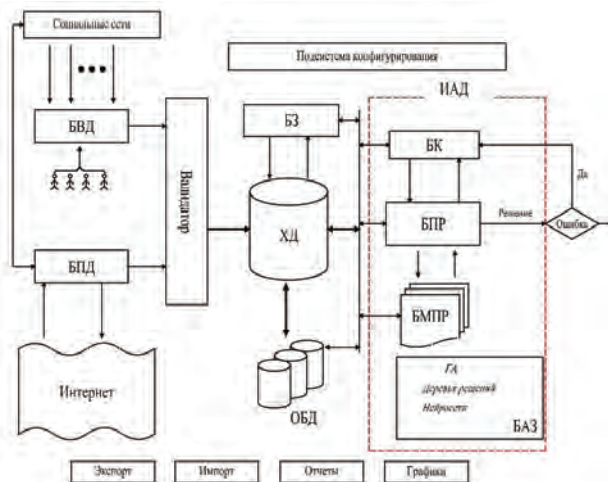 Социальные сети
Подсистема конфигурирования
ИАД
БВД
Валидатор
БЗ
БК
Да
ХД
БПР
Решение
Ошибка
БПД
БМПР
Интернет
ОБД
ГА
Деревья решений
Нейросети
БАЗ
Экспорт
Импорт
Отчеты
Графики